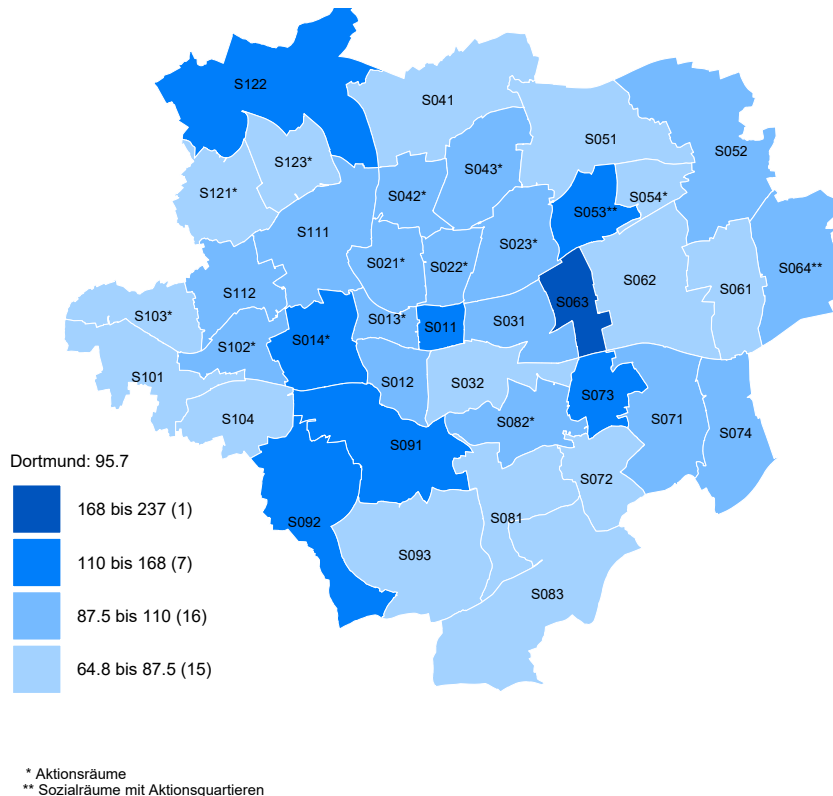 S122
S041
S051
S052
S123*
S121*
S043*
S042*
S054*
S053**
S111
S023*
S021*
S022*
S064**
S062
S061
S112
S063
S103*
S013*
S011
S031
S014*
S102*
S101
S012
S032
S073
S104
S082*
S071
S074
S091
Dortmund: 95.7
S072
168 bis 237 (1)
S081
S092
110 bis 168 (7)
S093
S083
87.5 bis 110 (16)
64.8 bis 87.5 (15)
* Aktionsräume
** Sozialräume mit Aktionsquartieren